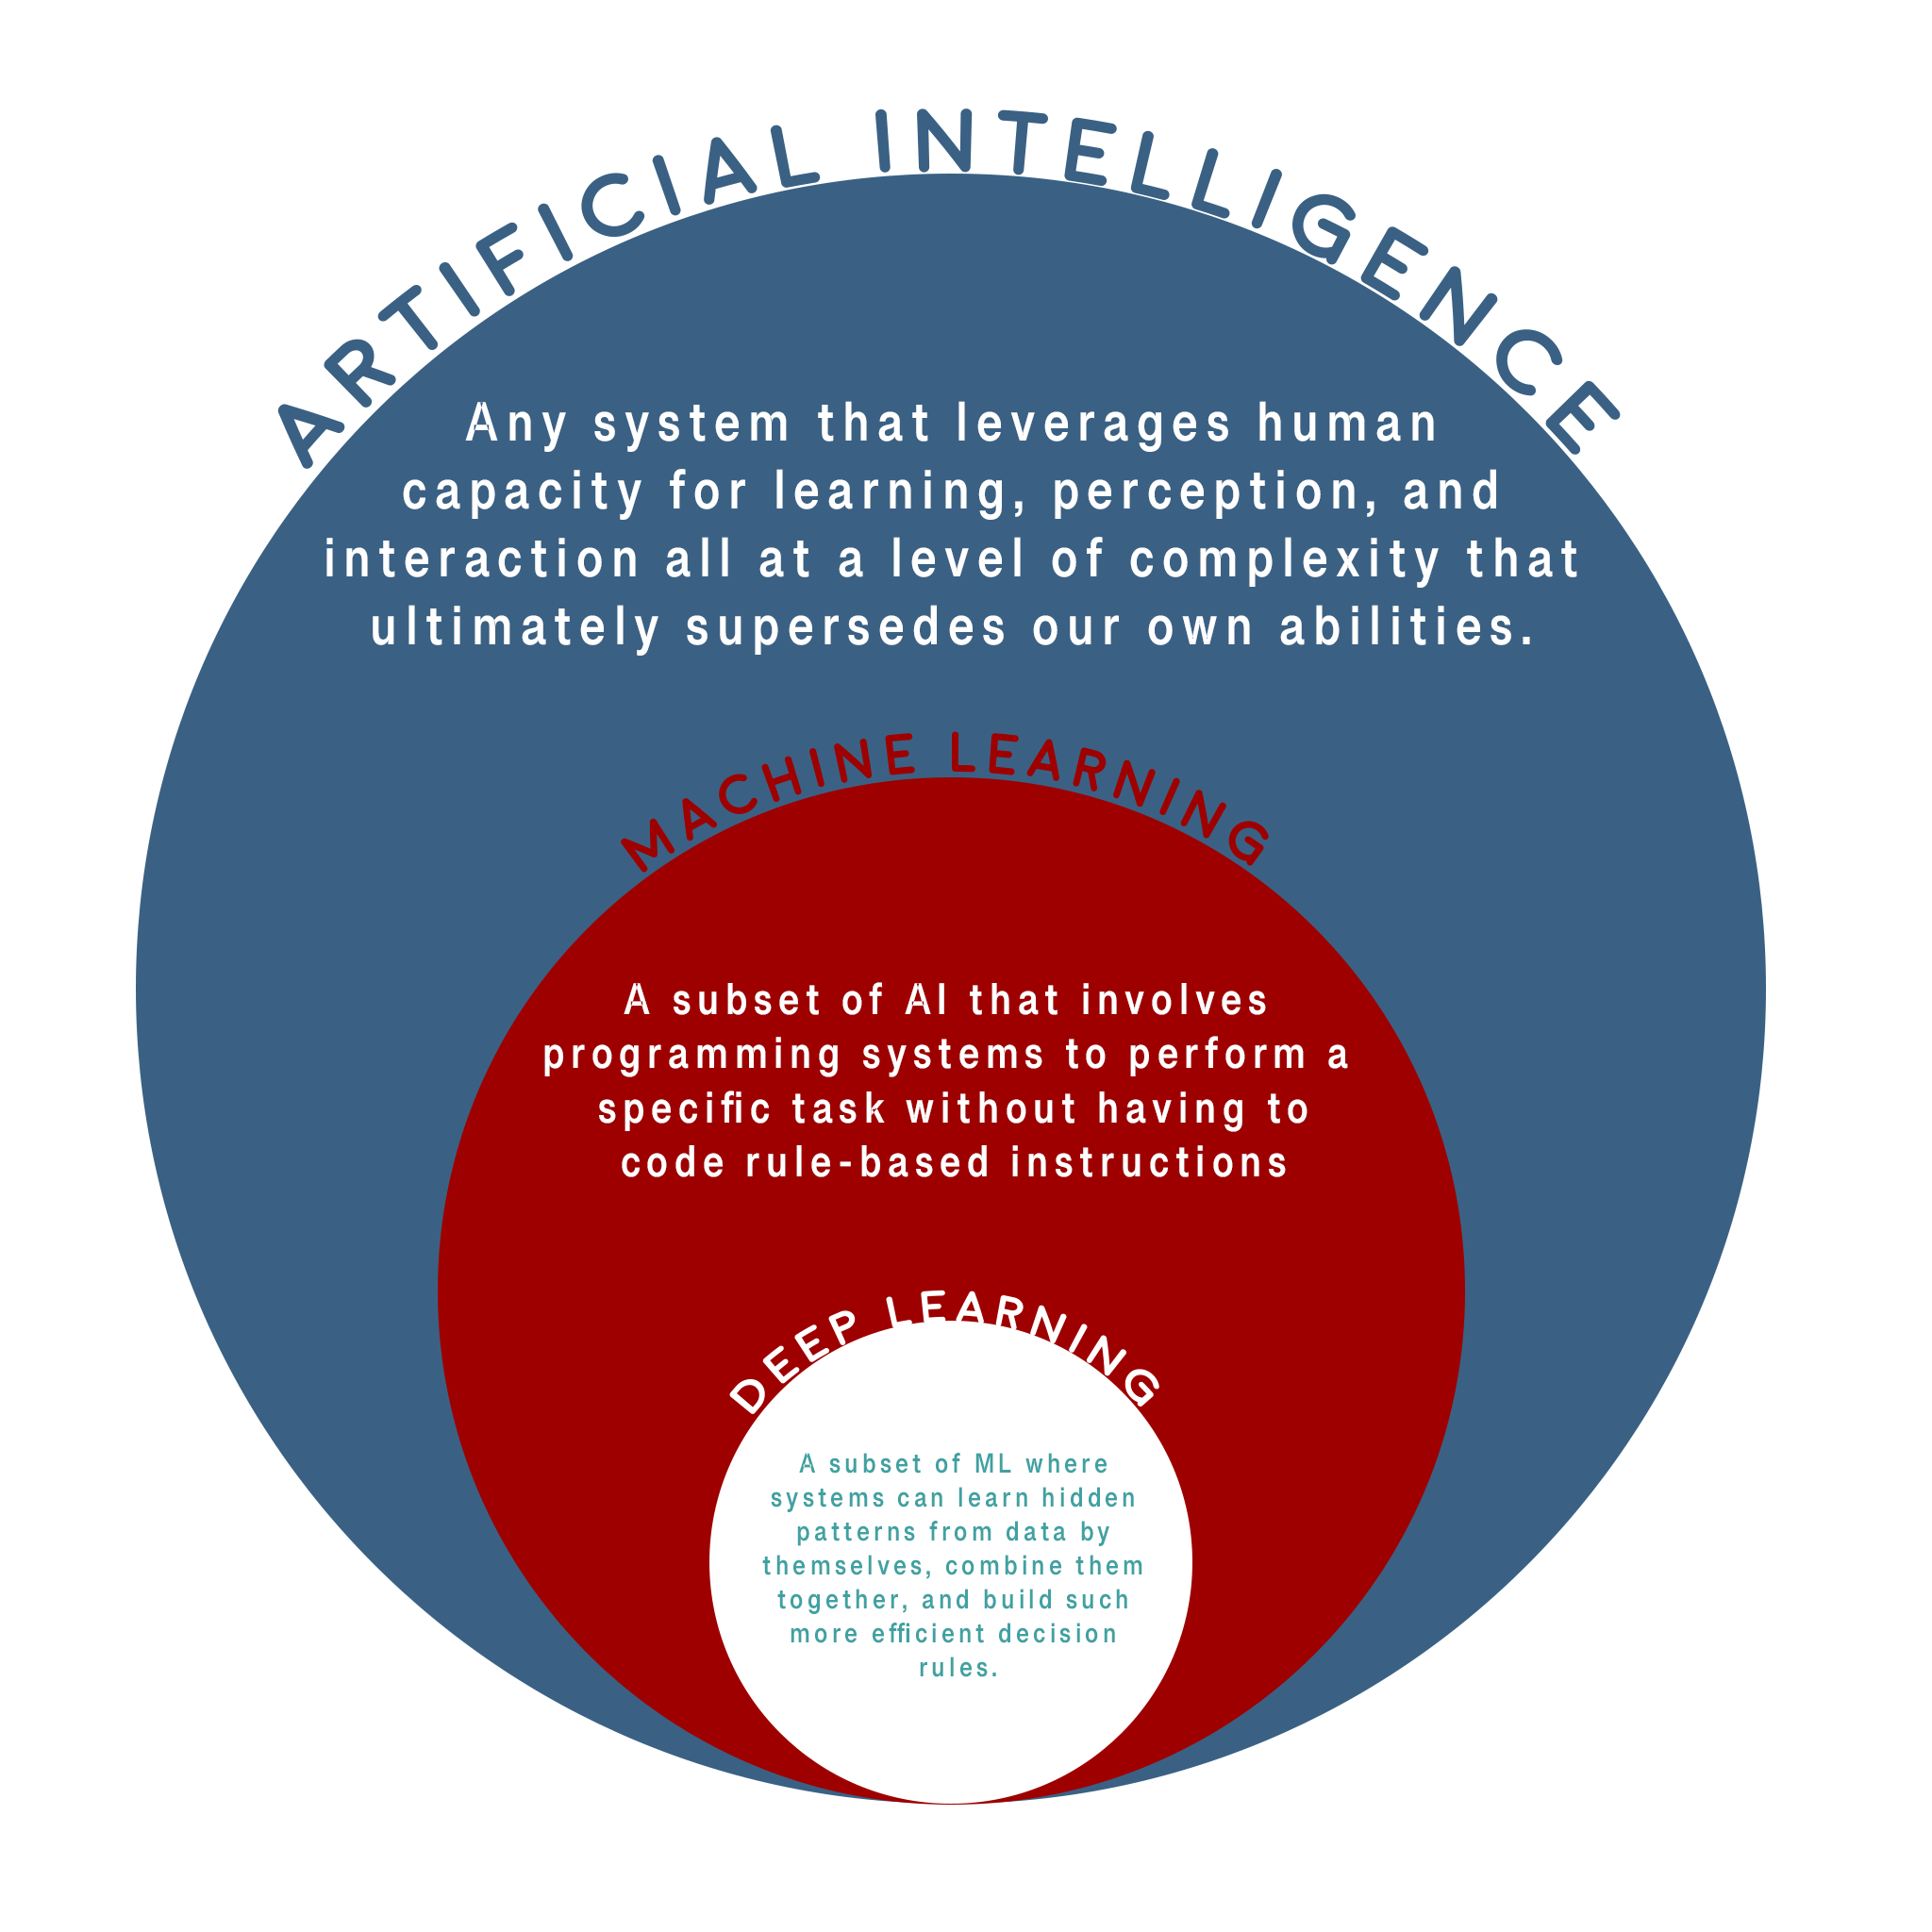 ARTIFICIAL INTELLIGENCE
Any system that leverages human
capacity for learning, perception, and
interaction all at a level of complexity that
ultimately supersedes our own abilities.
MACHINE LEARNING
A subset of AI that involves
programming systems to perform a
specific task without having to
code rule-based instructions
DEEP LEARNING
A subset of ML where
systems can learn hidden
patterns from data by
themselves, combine them
together, and build such
more efficient decision
rules.